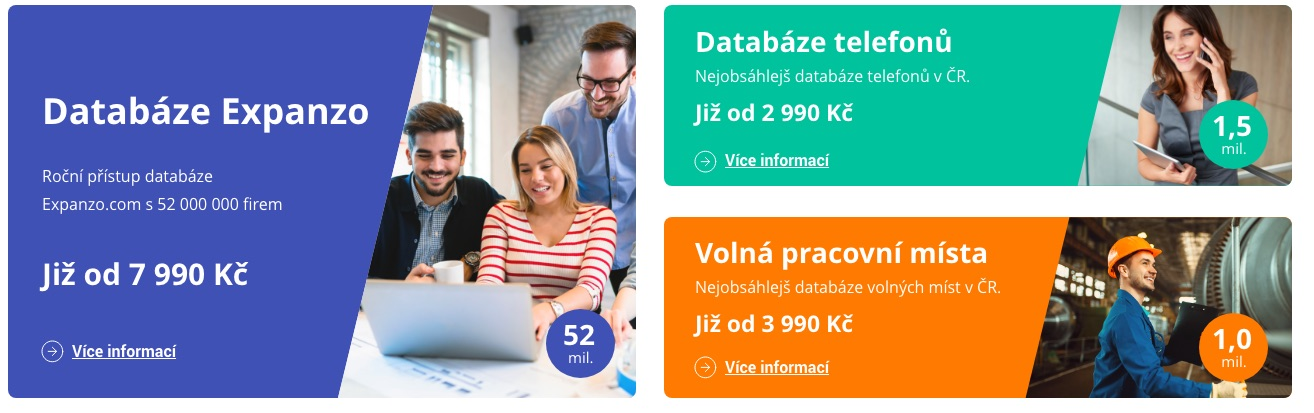 Databáze Expanzo
Roční přístup databáze
Expanzo.com s 52 000 000 firem
Již od 7 990 Kč
Více informací
52
mil.
Databáze telefonů
Nejobsáhlejš databáze telefonů v ČR.
Již od 2 990 Kč
Více informací
1,5
mil.
Volná pracovní místa
Nejobsáhlejš databáze volných míst v ČR.
Již od 3 990 Kč
Více informací
1,0
mil.